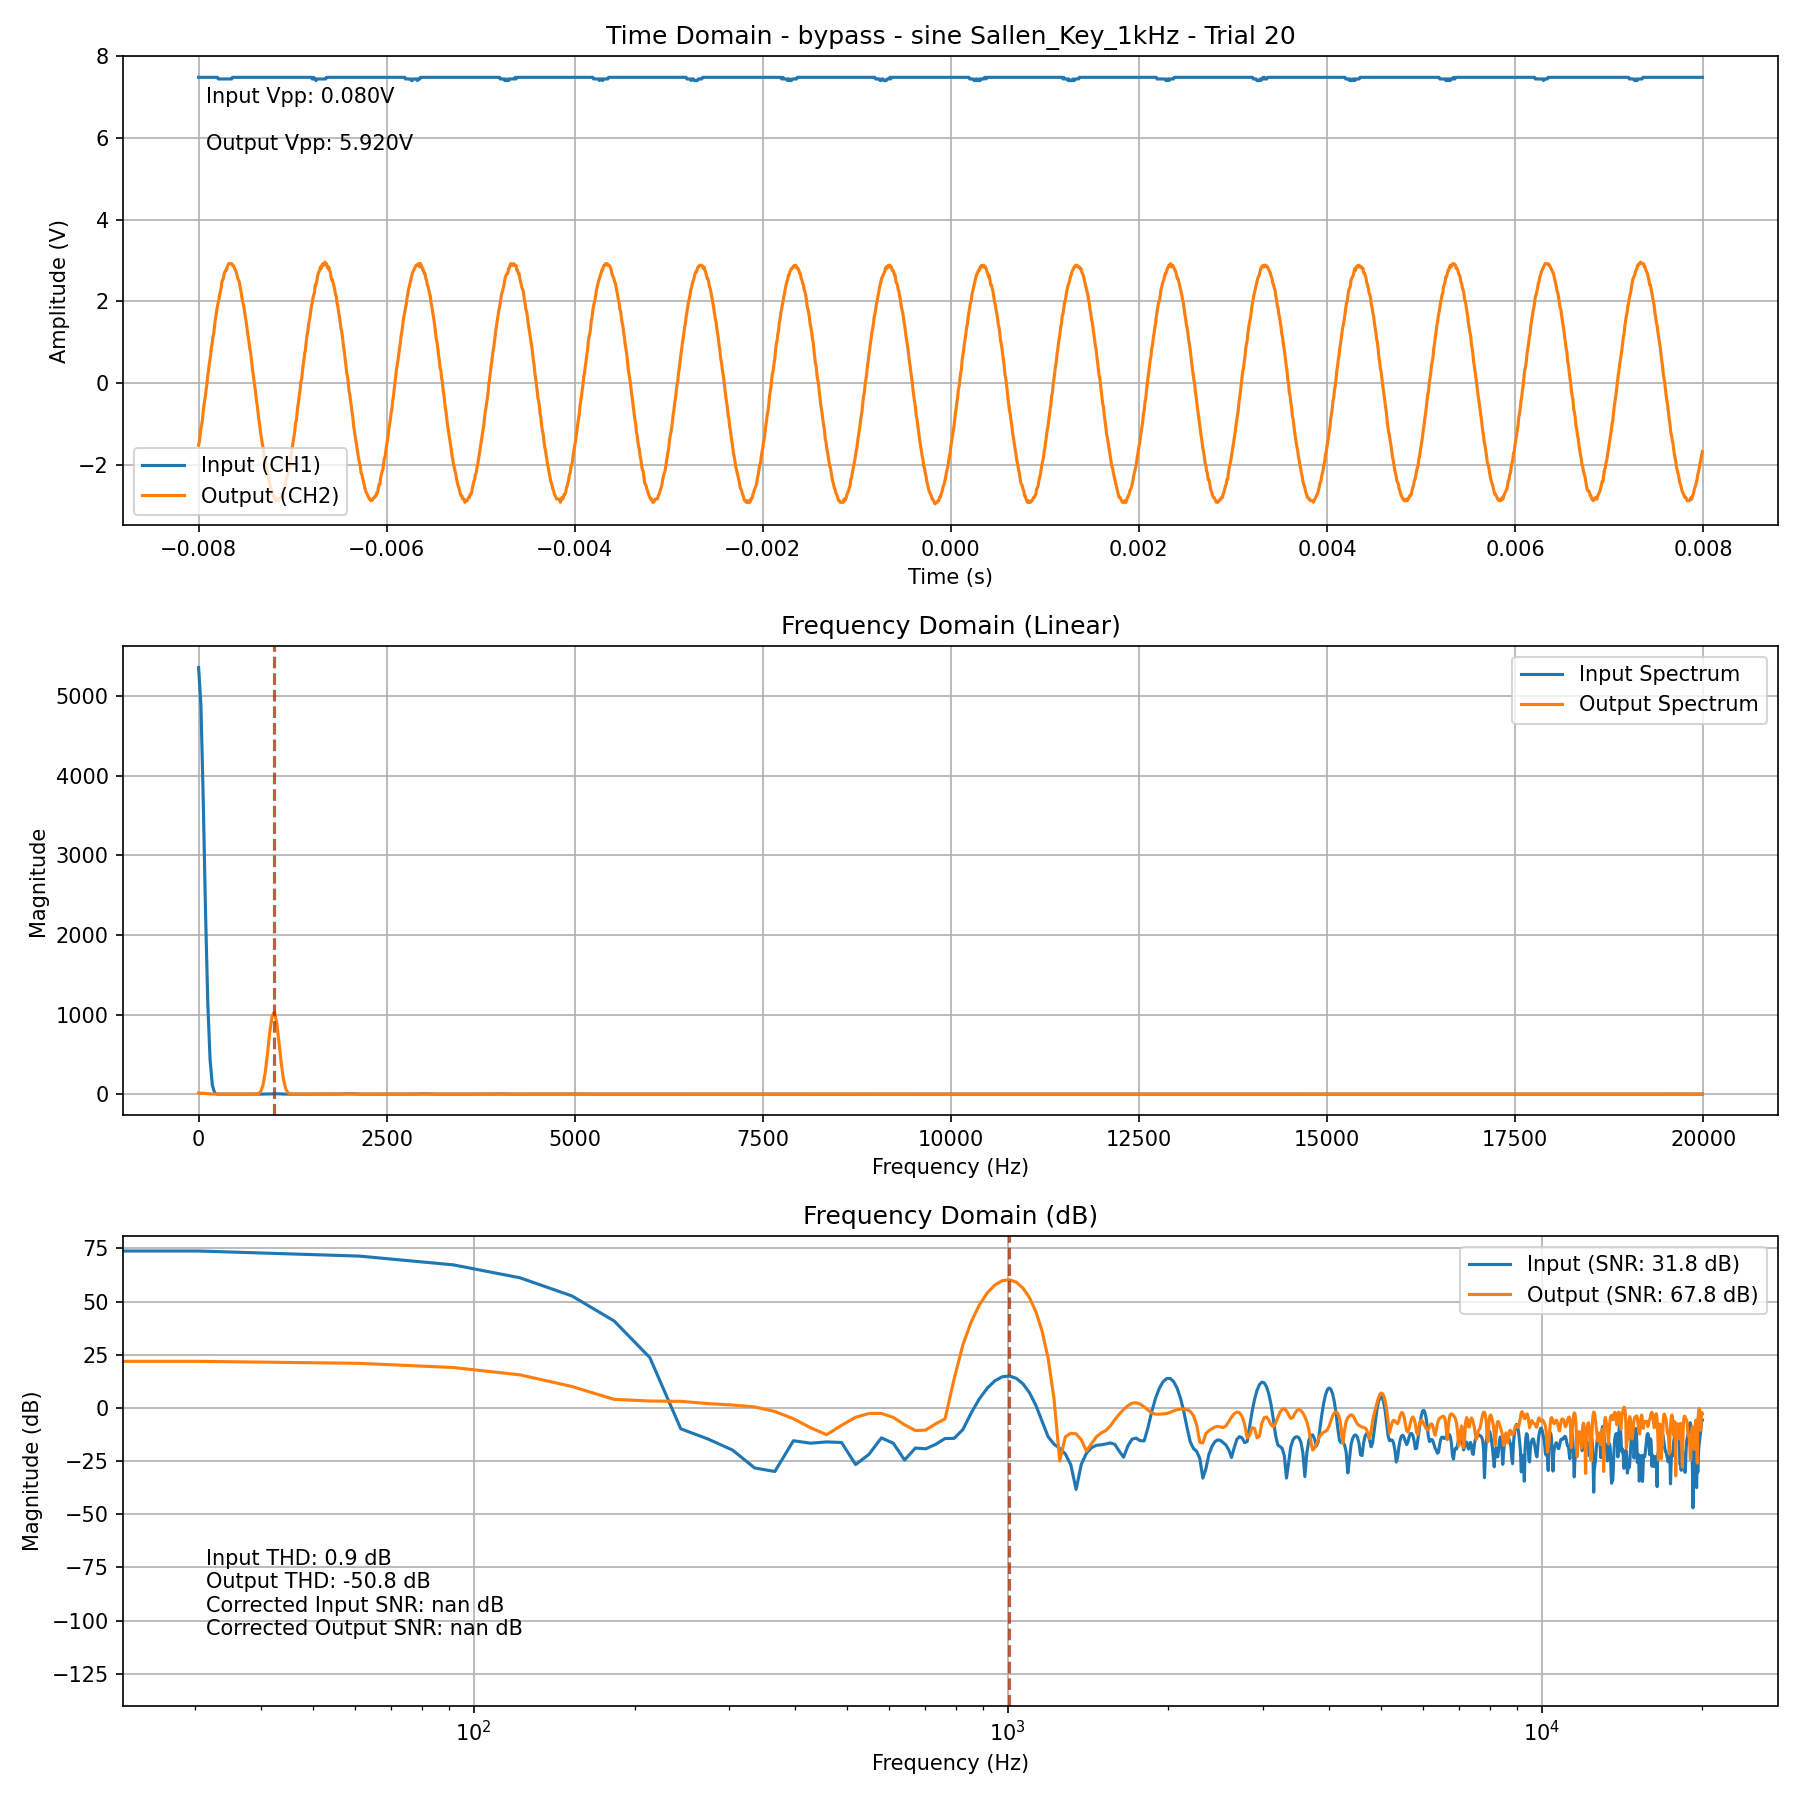 Time Domain - bypass - sine Sallen_Key_1kHz - Trial 20
Amplitude (V)
8
6
4
2
0
−2
Input Vpp: 0.080V
Output Vpp: 5.920V
Input (CH1)
Output (CH2)
−0.008 −0.006 −0.004 −0.002 0.000 0.002 0.004 0.006 0.008
Time (s)
Frequency Domain (Linear)
Magnitude
5000
4000
3000
2000
1000
0
Input Spectrum
Output Spectrum
0 2500 5000 7500 10000 12500 15000 17500 20000
Frequency (Hz)
Frequency Domain (dB)
Magnitude (dB)
75
50
25
0
−25
−50
−75
−100
−125
Input (SNR: 31.8 dB)
Output (SNR: 67.8 dB)
Input THD: 0.9 dB
Output THD: -50.8 dB
Corrected Input SNR: nan dB
Corrected Output SNR: nan dB
10² 10³ 10⁴
Frequency (Hz)